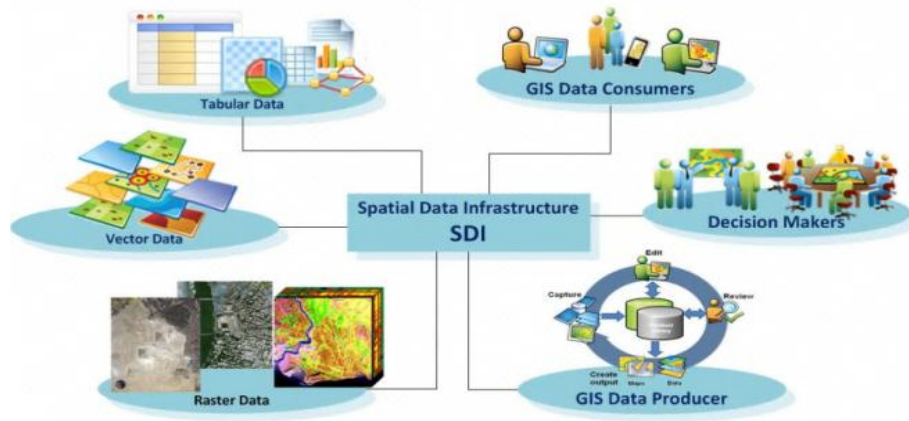 Tabular Data
GIS Data Consumers
Vector Data
Spatial Data Infrastructure
SDI
Decision Makers
Raster Data
Edit
Capture
Review
Create
output
Maps
Data
GIS Data Producer